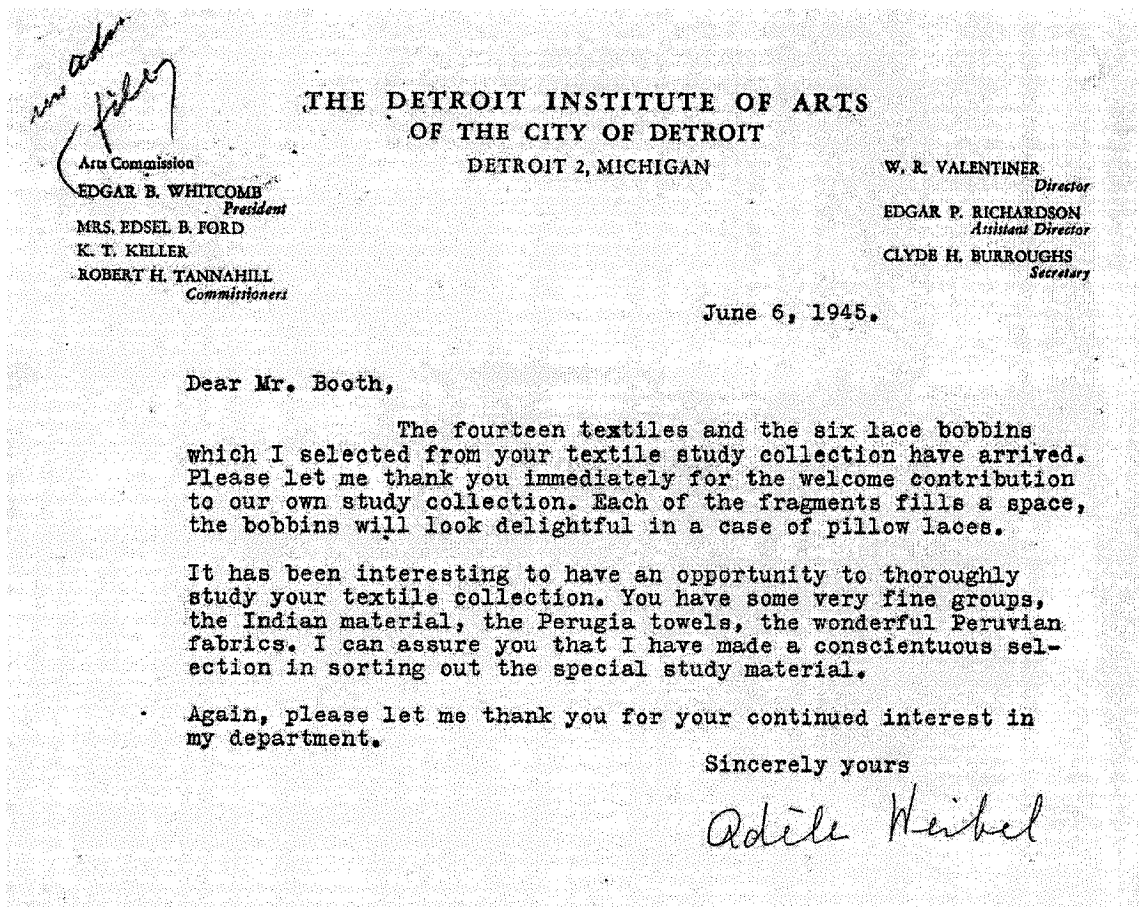 files
THE DETROIT INSTITUTE OF ARTS
OF THE CITY OF DETROIT
DETROIT 2, MICHIGAN
Arts Commission
EDGAR B. WHITCOMB
President
MRS. EDSEL B. FORD
K. T. KELLER
ROBERT H. TANNAHILL
Commissioners
W. R. VALENTINER
Director
EDGAR P. RICHARDSON
Assistant Director
CLYDE H. BURROUGHS
Secretary
June 6, 1945.
Dear Mr. Booth,
The fourteen textiles and the six lace bobbins
which I selected from your textile study collection have arrived.
Please let me thank you immediately for the welcome contribution
to our own study collection. Each of the fragments fills a space,
the bobbins will look delightful in a case of pillow laces.
It has been interesting to have an opportunity to thoroughly
study your textile collection. You have some very fine groups,
the Indian material, the Perugia towels, the wonderful Peruvian
fabrics. I can assure you that I have made a conscientuous sel-
ection in sorting out the special study material.
Again, please let me thank you for your continued interest in
my department.
Sincerely yours
Adèle Weibel